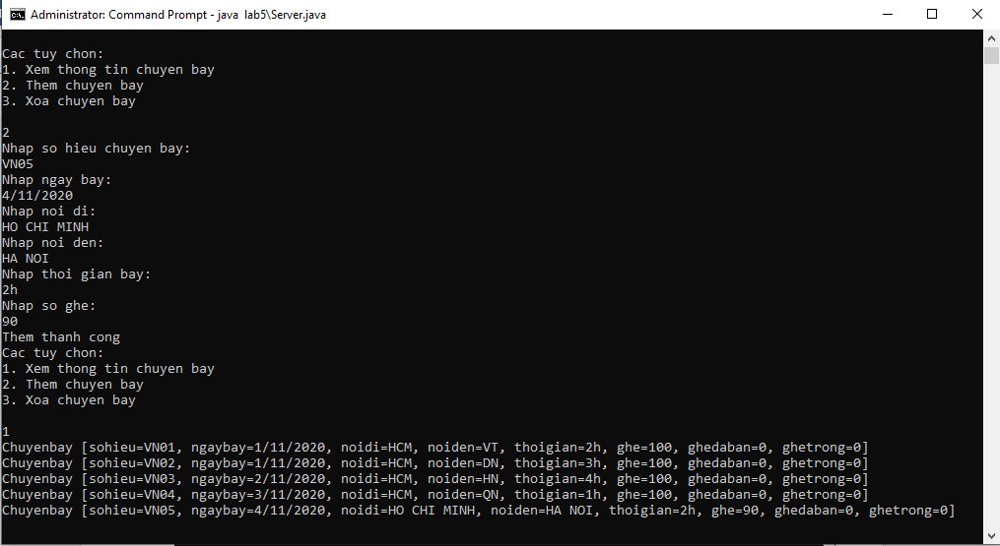 Administrator: Command Prompt - java  lab5\Server.java
Cac tuy chon:
1. Xem thong tin chuyen bay
2. Them chuyen bay
3. Xoa chuyen bay
2
Nhap so hieu chuyen bay:
VN05
Nhap ngay bay:
4/11/2020
Nhap noi di:
HO CHI MINH
Nhap noi den:
HA NOI
Nhap thoi gian bay:
2h
Nhap so ghe:
90
Them thanh cong
Cac tuy chon:
1. Xem thong tin chuyen bay
2. Them chuyen bay
3. Xoa chuyen bay
1
Chuyenbay [sohieu=VN01, ngaybay=1/11/2020, noidi=HCM, noiden=VT, thoigian=2h, ghe=100, ghedaban=0, ghetrong=0]
Chuyenbay [sohieu=VN02, ngaybay=1/11/2020, noidi=HCM, noiden=DN, thoigian=3h, ghe=100, ghedaban=0, ghetrong=0]
Chuyenbay [sohieu=VN03, ngaybay=2/11/2020, noidi=HCM, noiden=HN, thoigian=4h, ghe=100, ghedaban=0, ghetrong=0]
Chuyenbay [sohieu=VN04, ngaybay=3/11/2020, noidi=HCM, noiden=QN, thoigian=1h, ghe=100, ghedaban=0, ghetrong=0]
Chuyenbay [sohieu=VN05, ngaybay=4/11/2020, noidi=HO CHI MINH, noiden=HA NOI, thoigian=2h, ghe=90, ghedaban=0, ghetrong=0]